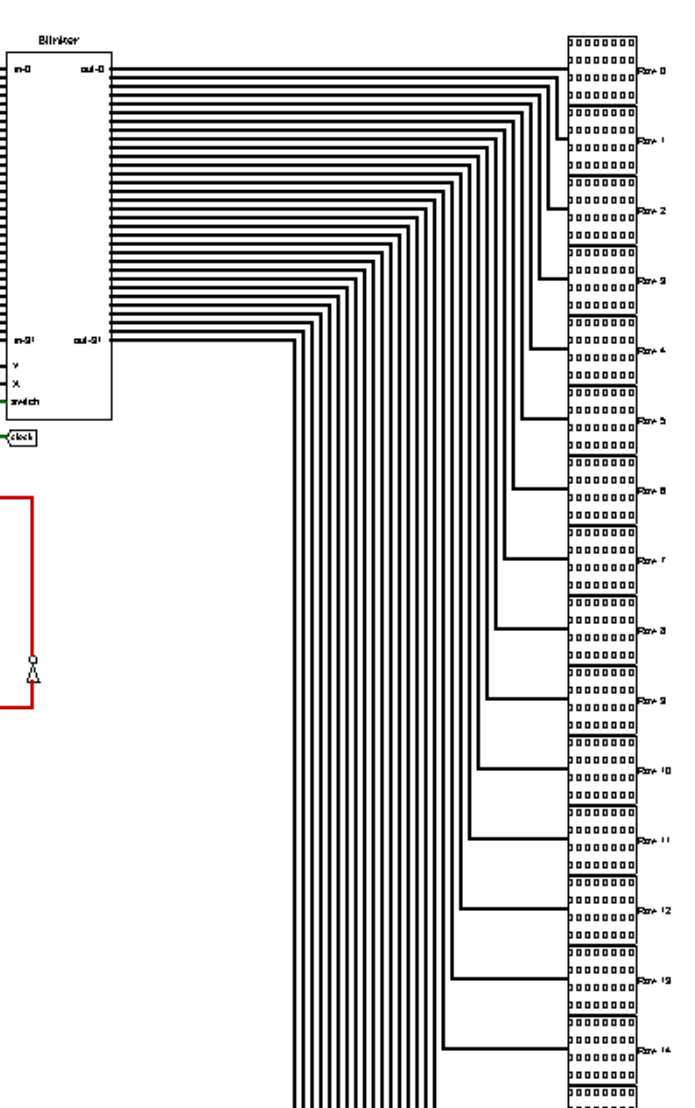 Blinker
in-0 out-0
in-31 out-31
Y
X
switch
clock
Row 0
Row 1
Row 2
Row 3
Row 4
Row 5
Row 6
Row 7
Row 8
Row 9
Row 10
Row 11
Row 12
Row 13
Row 14